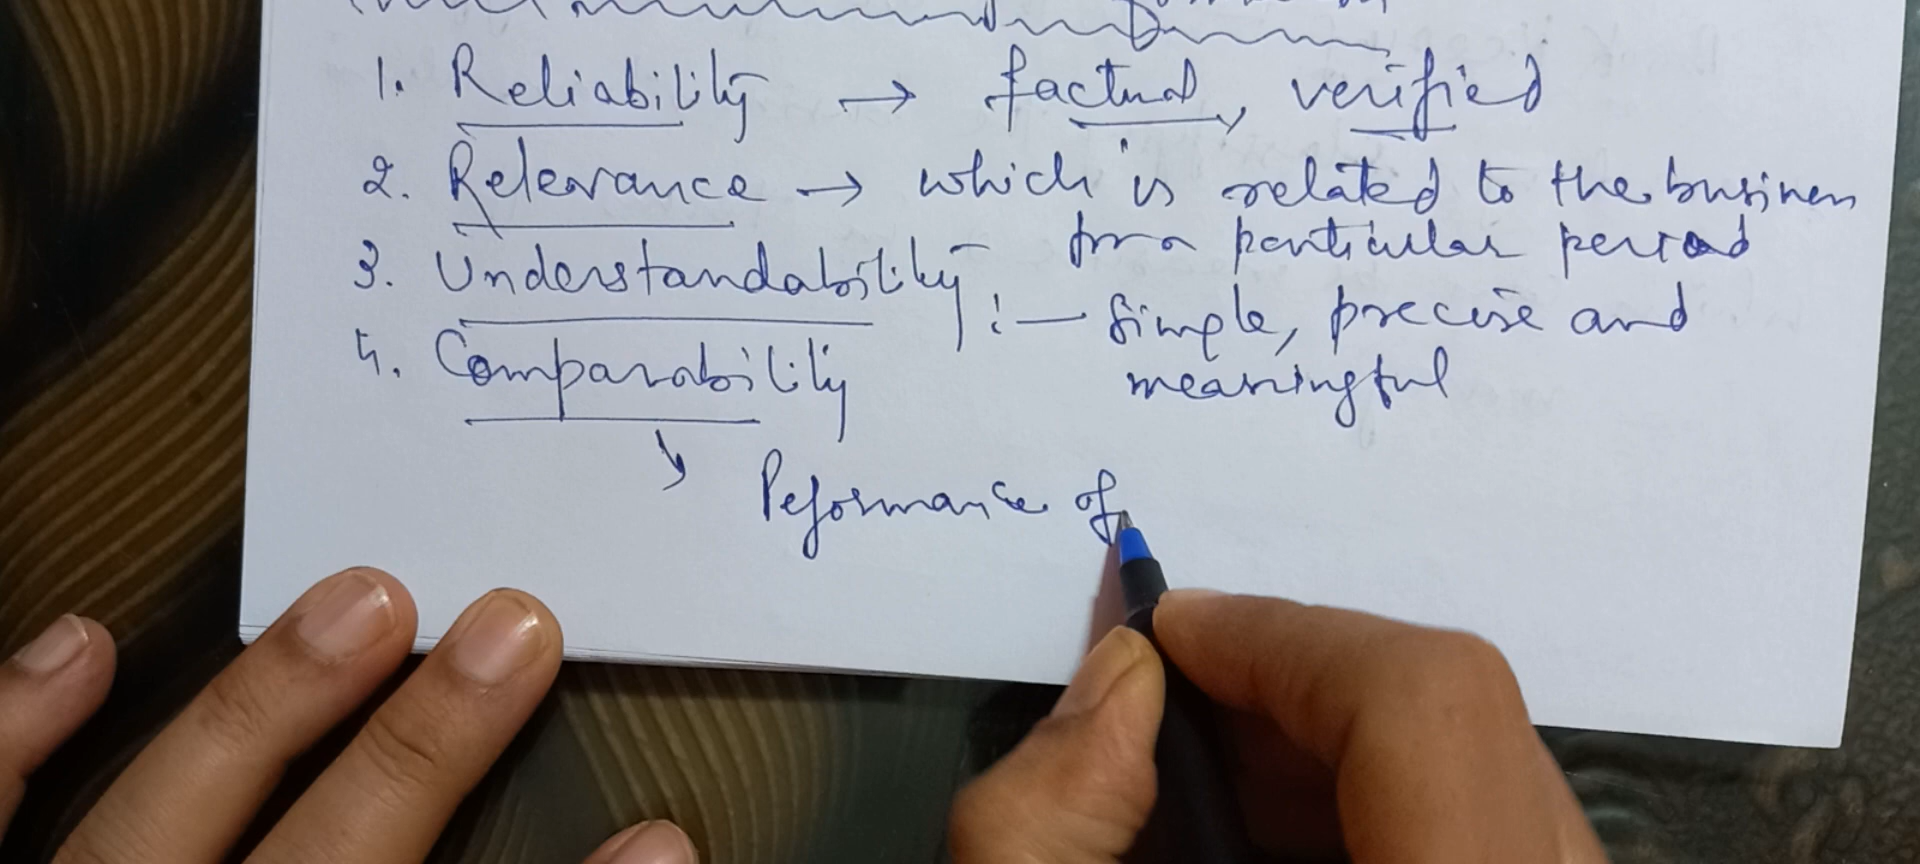 1. Reliability → factual, verified
2. Relevance → which is related to the business
for a particular period
3. Understandability :— Simple, precise and
meaningful
4. Comparability
↘ Peformance of